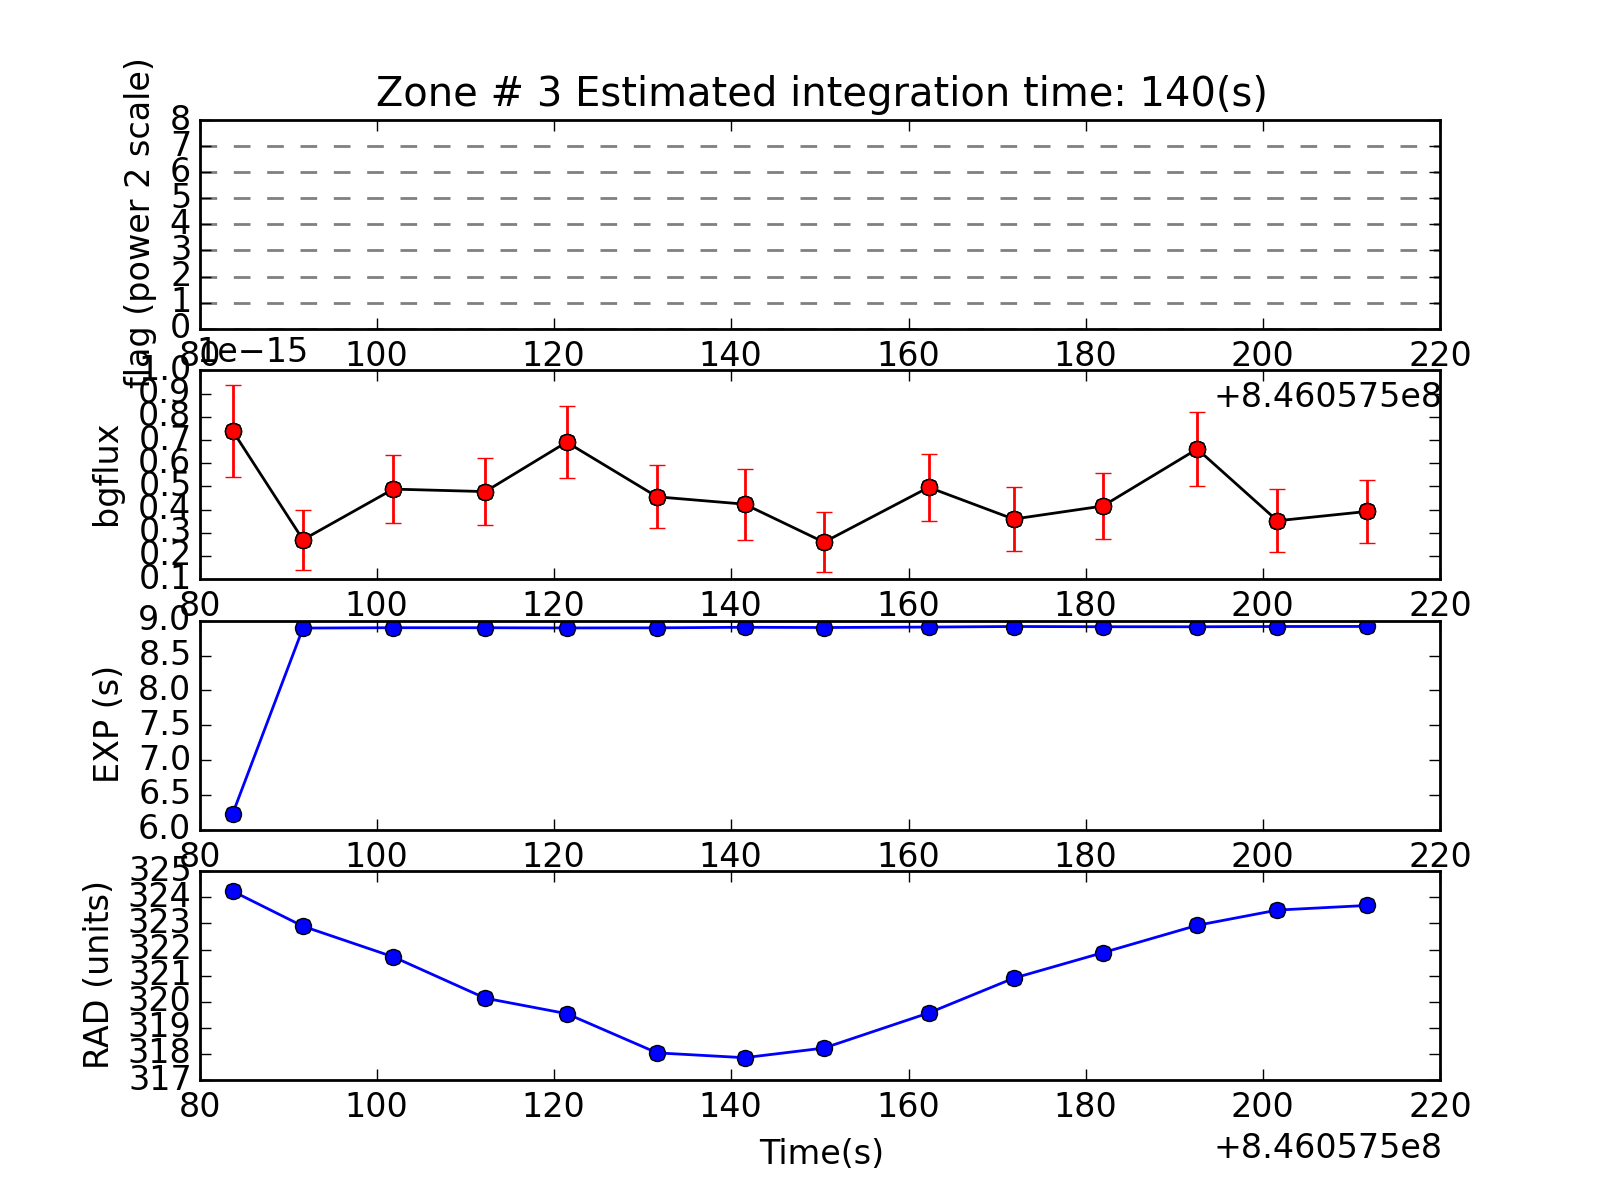 Zone # 3 Estimated integration time: 140(s)
flag (power 2 scale)
8
7
6
5
4
3
2
1
0
80 100 120 140 160 180 200 220
1e−15
+8.460575e8
bgflux
1.0
0.9
0.8
0.7
0.6
0.5
0.4
0.3
0.2
0.1
80 100 120 140 160 180 200 220
EXP (s)
9.0
8.5
8.0
7.5
7.0
6.5
6.0
80 100 120 140 160 180 200 220
RAD (units)
325
324
323
322
321
320
319
318
317
80 100 120 140 160 180 200 220
Time(s)
+8.460575e8